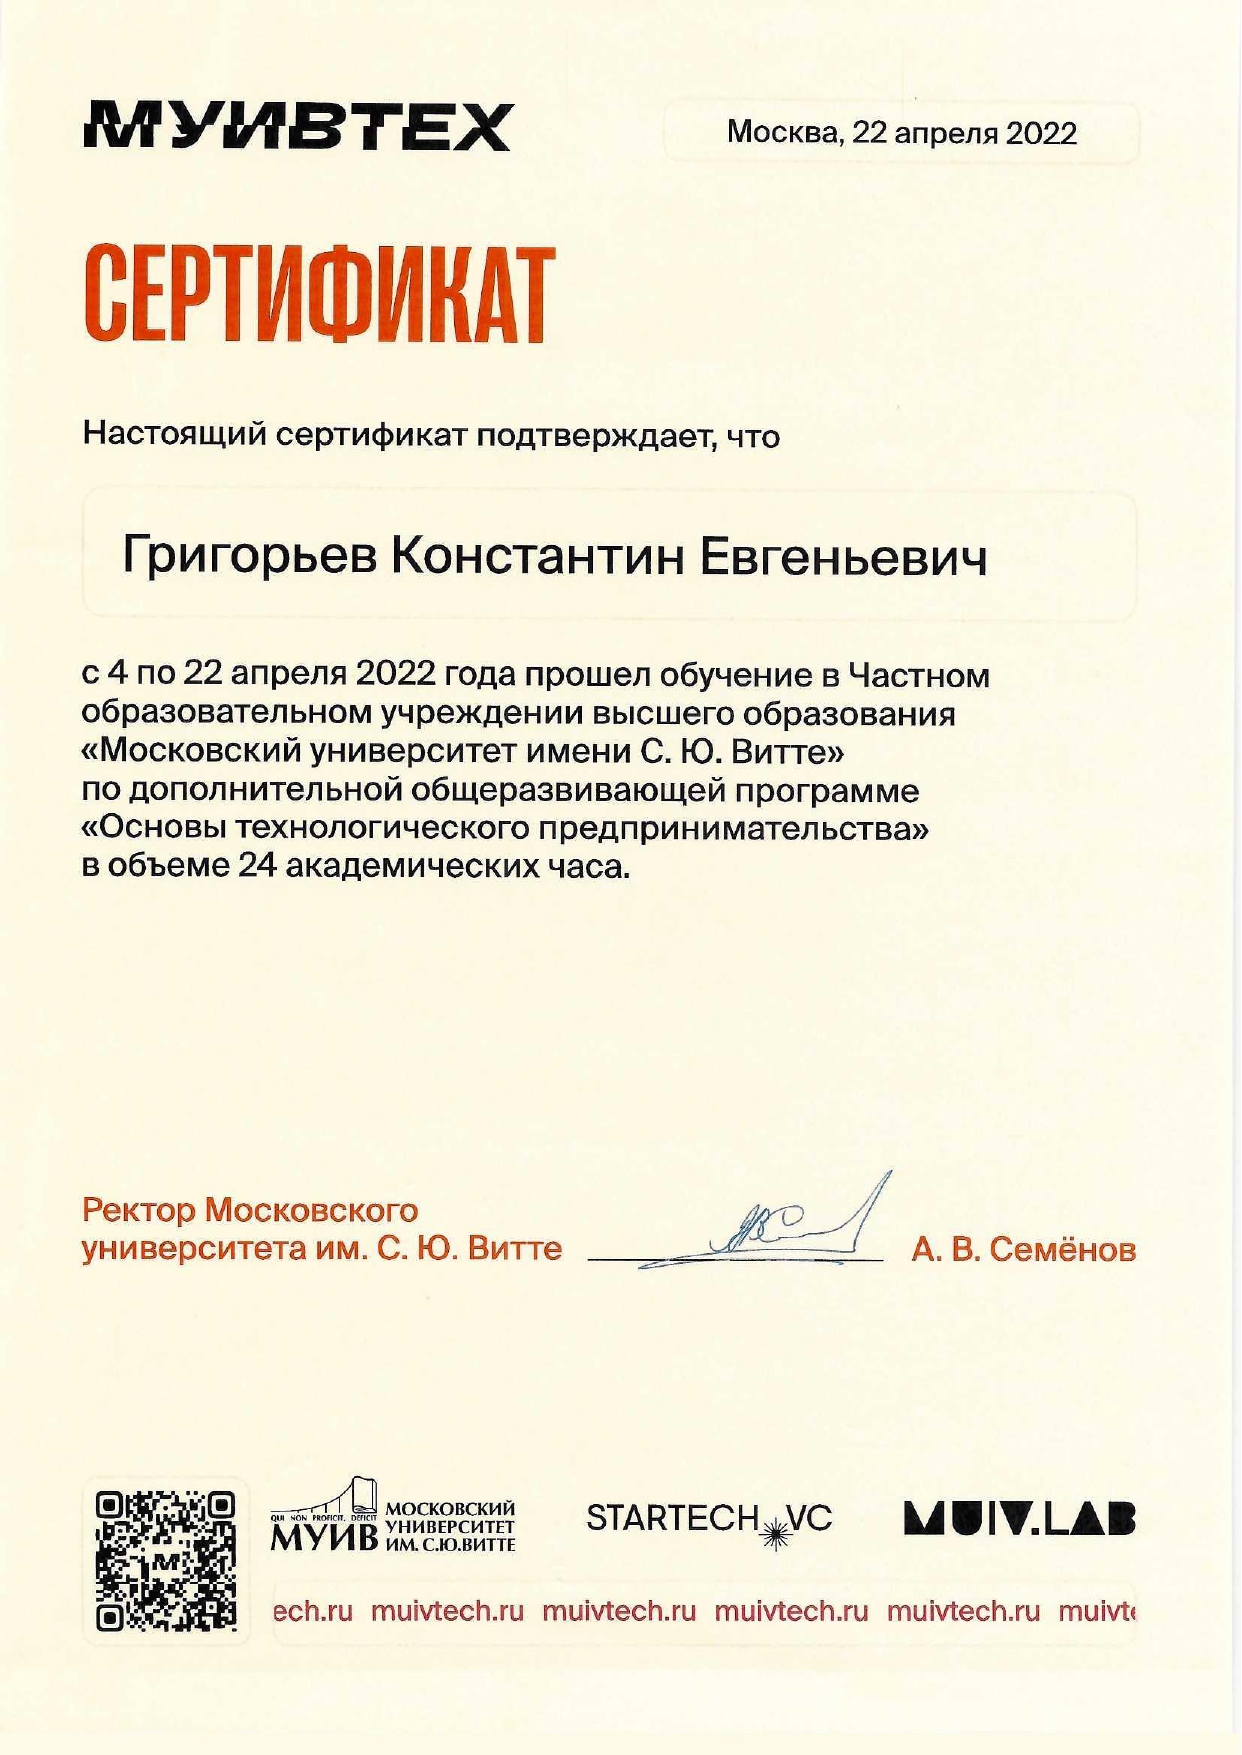 МУИВТЕХ
Москва, 22 апреля 2022
СЕРТИФИКАТ
Настоящий сертификат подтверждает, что
Григорьев Константин Евгеньевич
с 4 по 22 апреля 2022 года прошел обучение в Частном
образовательном учреждении высшего образования
«Московский университет имени С. Ю. Витте»
по дополнительной общеразвивающей программе
«Основы технологического предпринимательства»
в объеме 24 академических часа.
Ректор Московского
университета им. С. Ю. Витте
А. В. Семёнов
М
QUI NON PROFICIT, DEFICIT
МУИВ
МОСКОВСКИЙ
УНИВЕРСИТЕТ
ИМ. С.Ю.ВИТТЕ
STARTECH VC
MUIV.LAB
ech.ru muivtech.ru muivtech.ru muivtech.ru muivtech.ru muivte